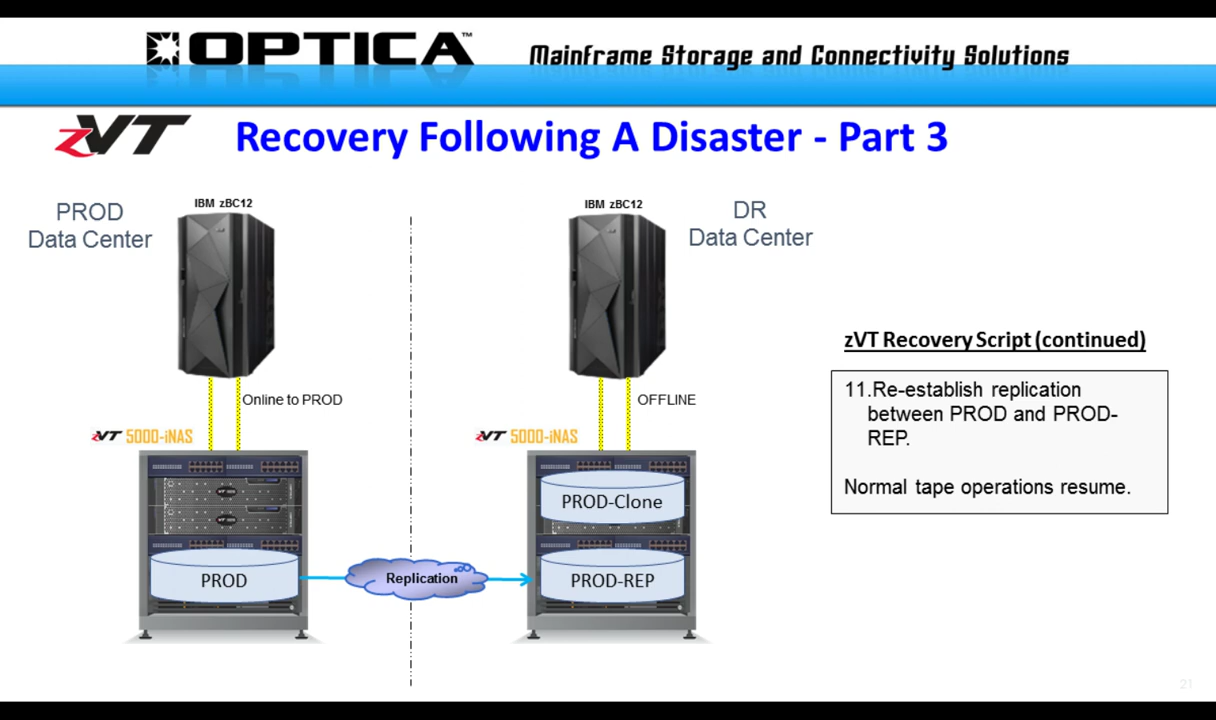 OPTICA™
Mainframe Storage and Connectivity Solutions
zVT
Recovery Following A Disaster - Part 3
PROD
Data Center
IBM zBC12
IBM zBC12
DR
Data Center
Online to PROD
OFFLINE
zVT 5000-iNAS
zVT 5000-iNAS
PROD-Clone
PROD
Replication
PROD-REP
zVT Recovery Script (continued)
11.Re-establish replication
between PROD and PROD-
REP.
Normal tape operations resume.
21